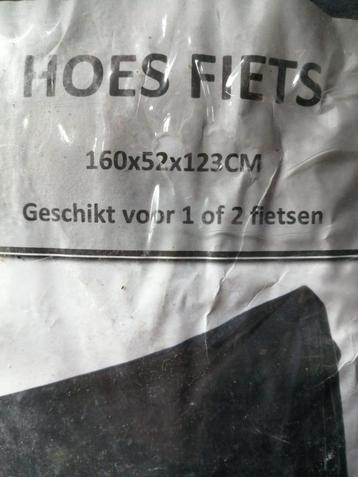 HOES FIETS
160x52x123CM
Geschikt voor 1 of 2 fietsen